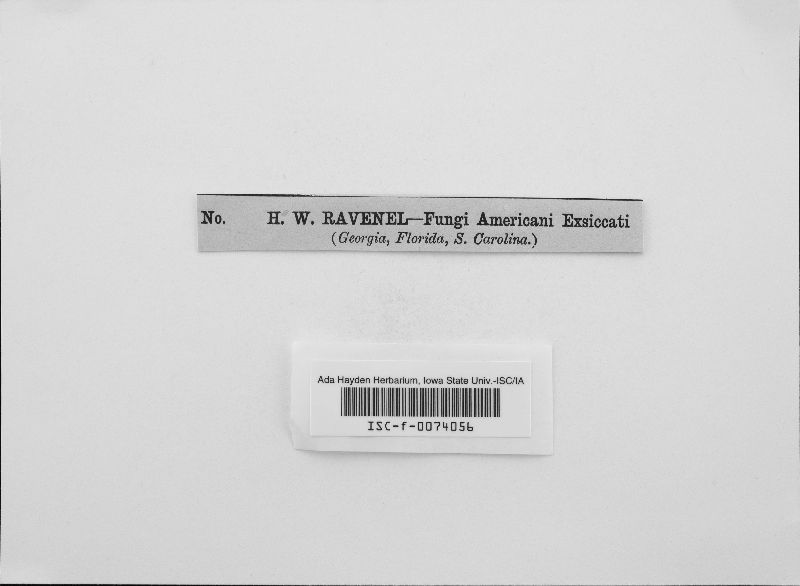 No. H. W. RAVENEL—Fungi Americani Exsiccati
(Georgia, Florida, S. Carolina.)
Ada Hayden Herbarium, Iowa State Univ.-ISC/IA
ISC-f-0074056